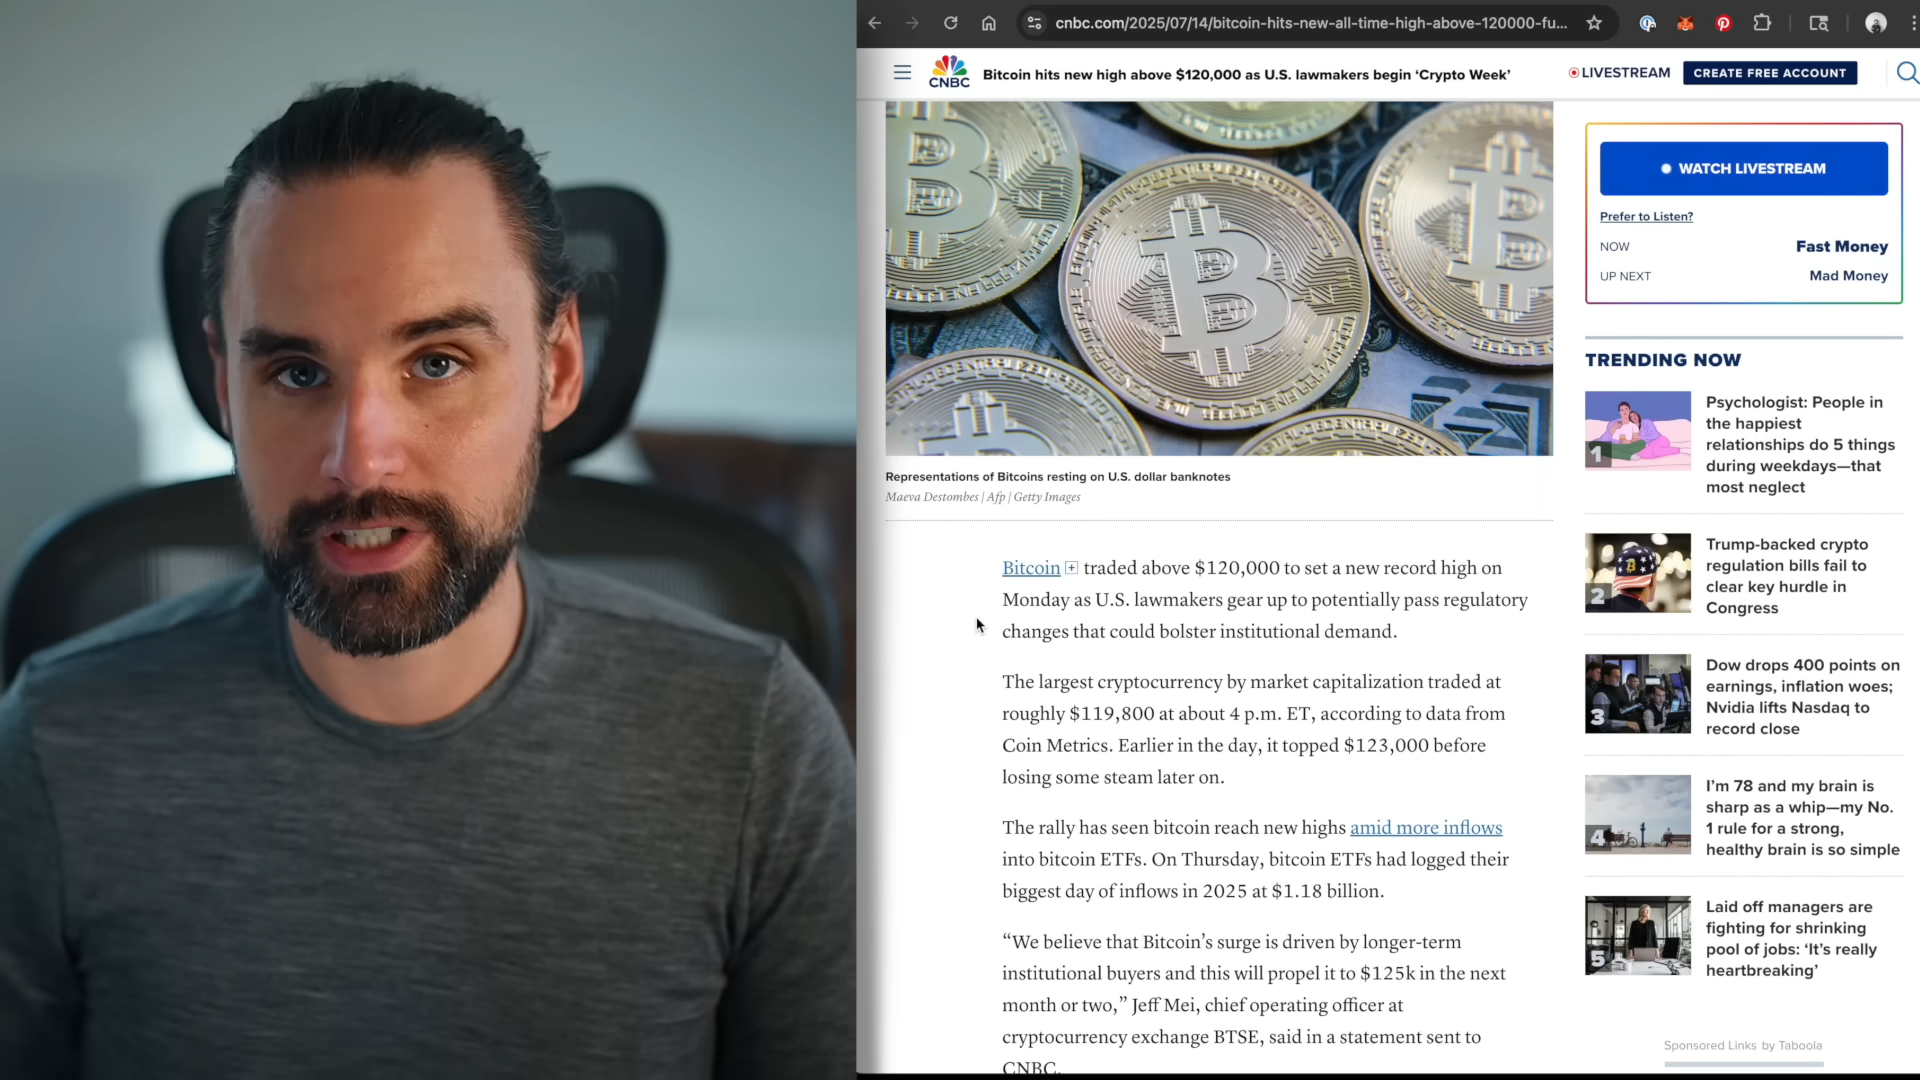 cnbc.com/2025/07/14/bitcoin-hits-new-all-time-high-above-120000-fu...
CNBC
Bitcoin hits new high above $120,000 as U.S. lawmakers begin ‘Crypto Week’
LIVESTREAM
CREATE FREE ACCOUNT
WATCH LIVESTREAM
Prefer to Listen?
NOW
Fast Money
UP NEXT
Mad Money
Representations of Bitcoins resting on U.S. dollar banknotes
Maeva Destombes | Afp | Getty Images
Bitcoin + traded above $120,000 to set a new record high on
Monday as U.S. lawmakers gear up to potentially pass regulatory
changes that could bolster institutional demand.
The largest cryptocurrency by market capitalization traded at
roughly $119,800 at about 4 p.m. ET, according to data from
Coin Metrics. Earlier in the day, it topped $123,000 before
losing some steam later on.
The rally has seen bitcoin reach new highs amid more inflows
into bitcoin ETFs. On Thursday, bitcoin ETFs had logged their
biggest day of inflows in 2025 at $1.18 billion.
“We believe that Bitcoin’s surge is driven by longer-term
institutional buyers and this will propel it to $125k in the next
month or two,” Jeff Mei, chief operating officer at
cryptocurrency exchange BTSE, said in a statement sent to
CNBC.
TRENDING NOW
1
Psychologist: People in
the happiest
relationships do 5 things
during weekdays—that
most neglect
2
Trump-backed crypto
regulation bills fail to
clear key hurdle in
Congress
3
Dow drops 400 points on
earnings, inflation woes;
Nvidia lifts Nasdaq to
record close
4
I’m 78 and my brain is
sharp as a whip—my No.
1 rule for a strong,
healthy brain is so simple
5
Laid off managers are
fighting for shrinking
pool of jobs: ‘It’s really
heartbreaking’
Sponsored Links by Taboola